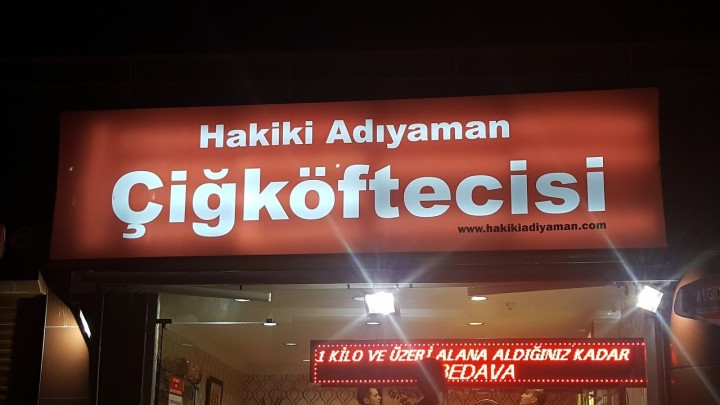 Hakiki Adıyaman
Çiğköftecisi
www.hakikiadiyaman.com
1 KİLO VE ÜZERİ ALANA ALDIĞINIZ KADAR
BEDAVA